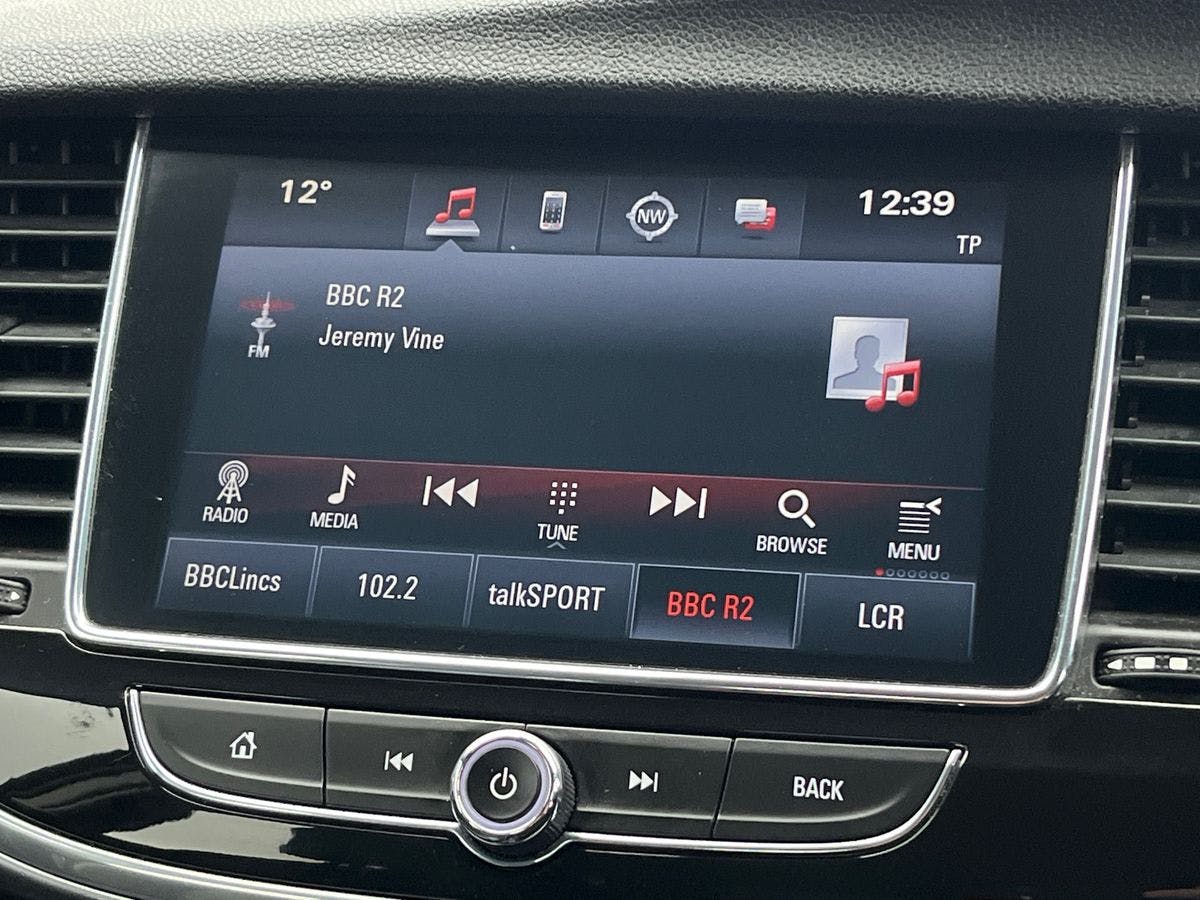 12°
NW
12:39
TP
BBC R2
Jeremy Vine
FM
RADIO
MEDIA
TUNE
BROWSE
MENU
BBCLincs
102.2
talkSPORT
BBC R2
LCR
BACK